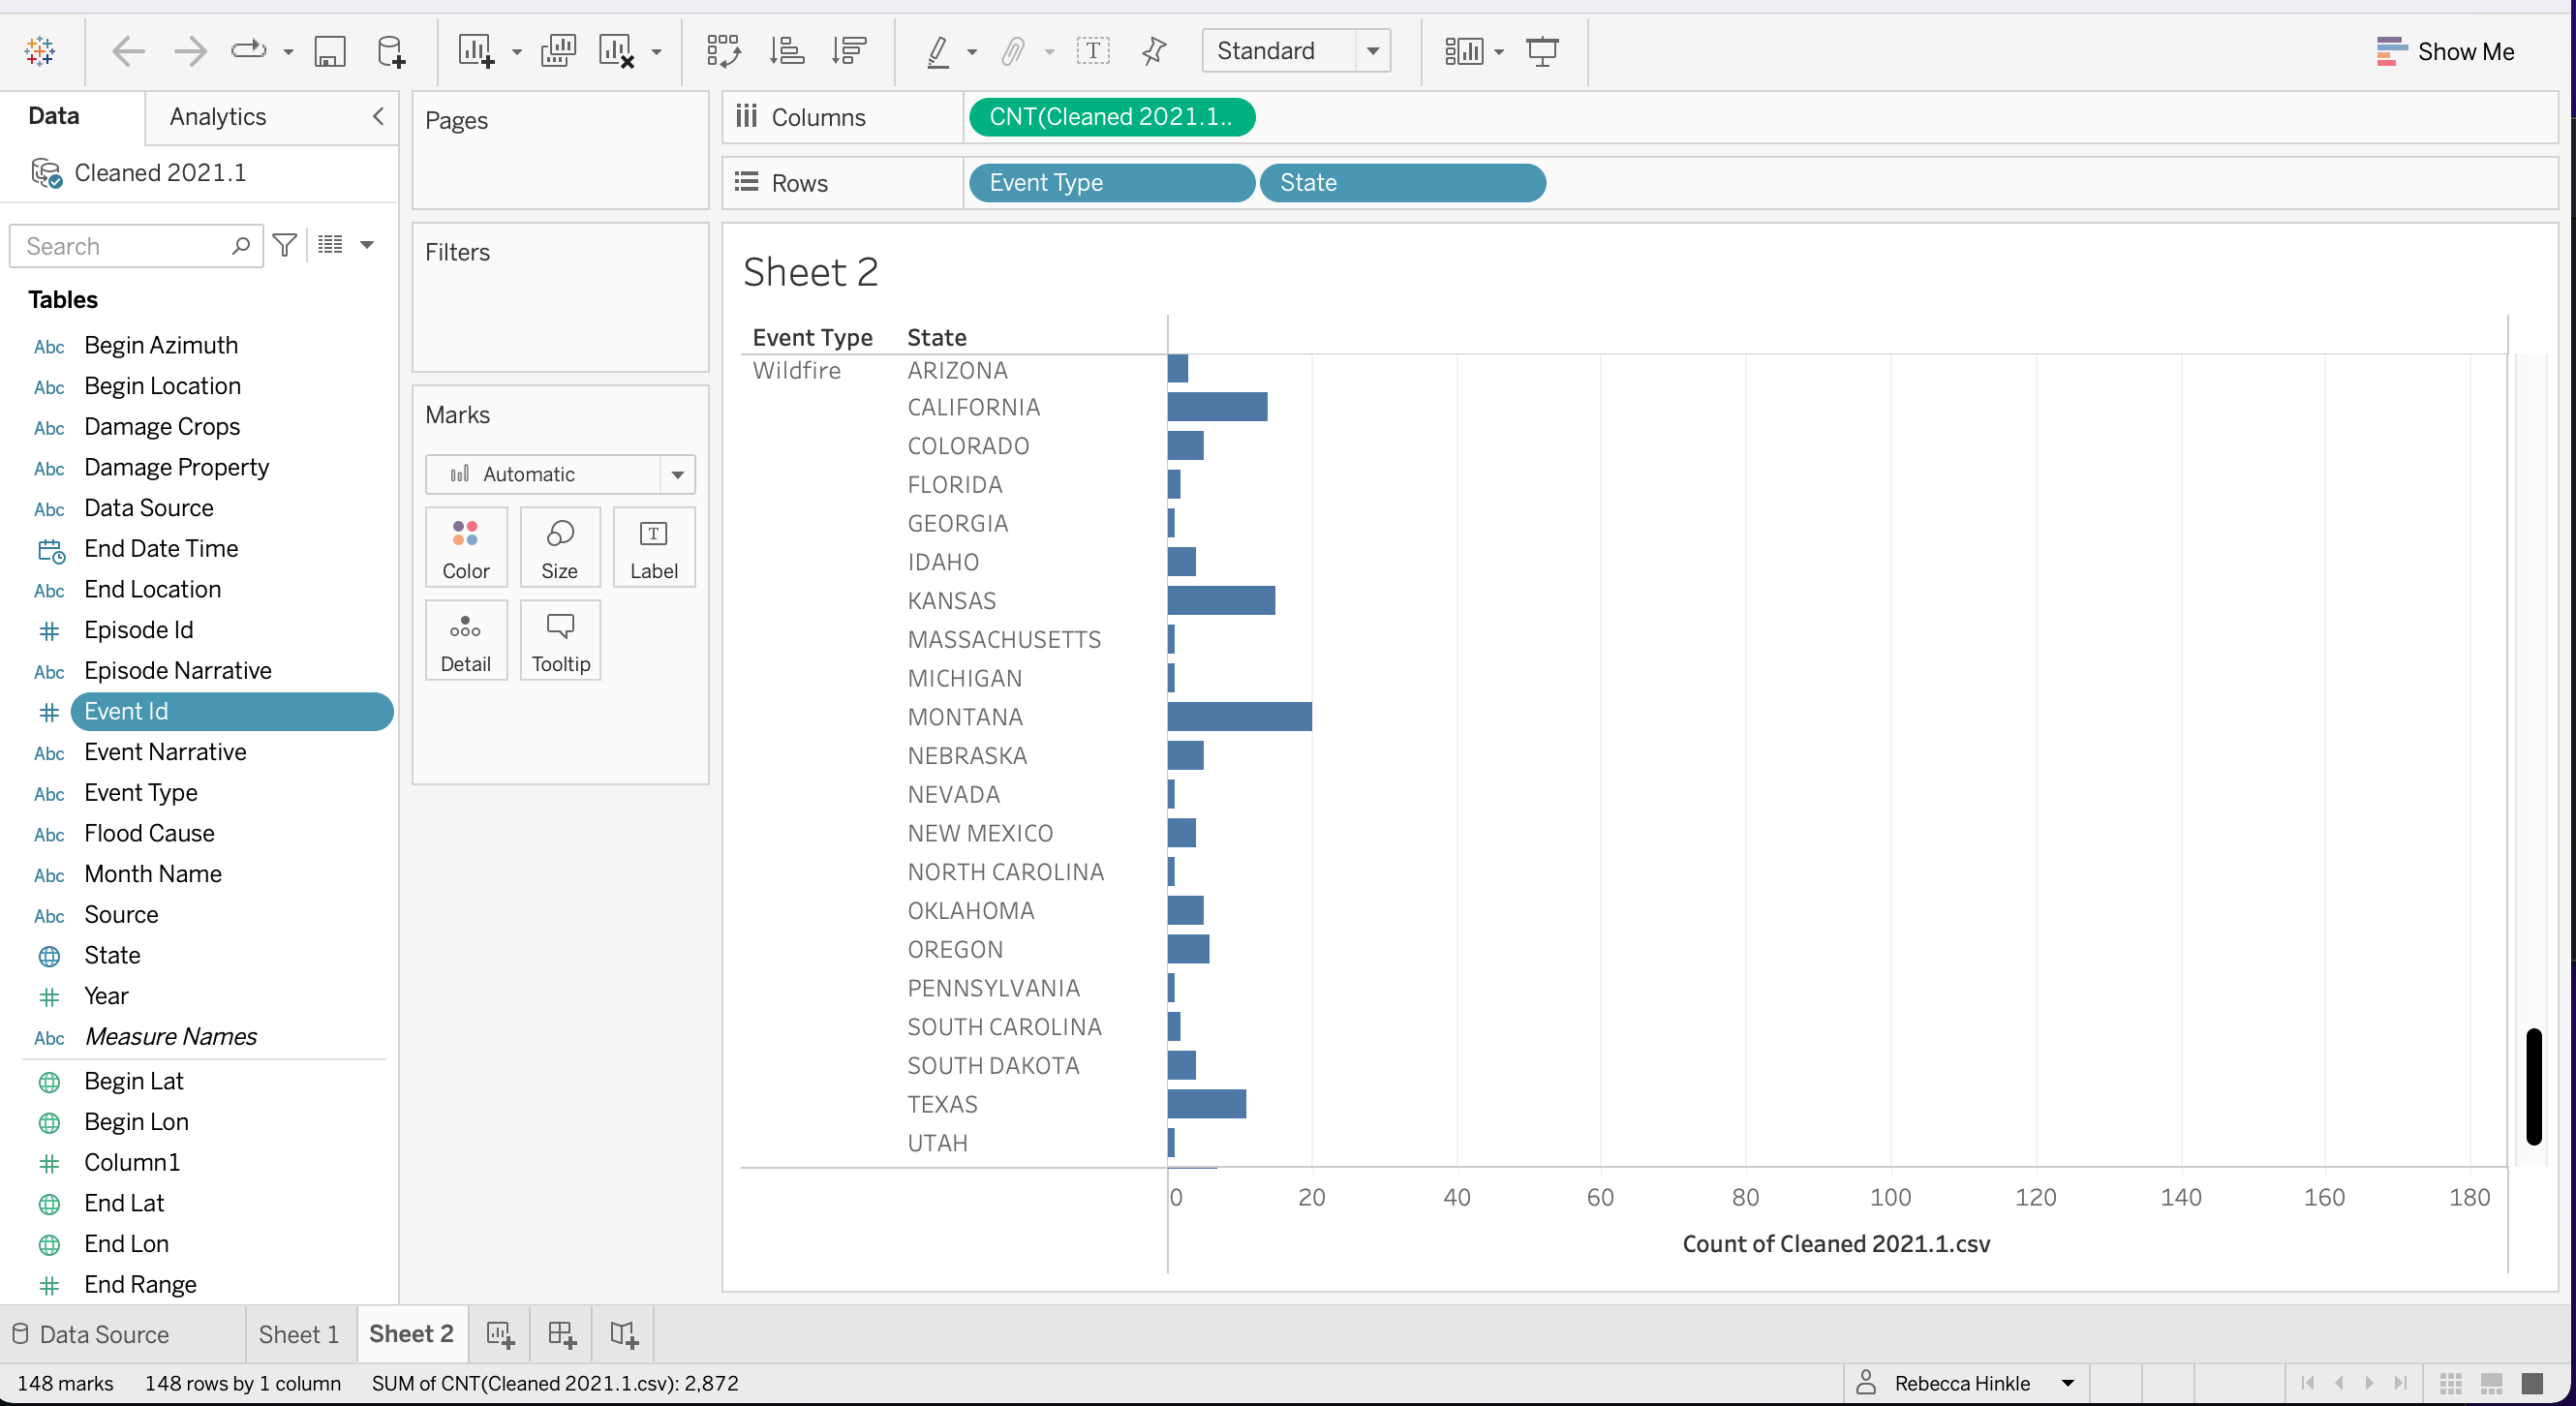 Standard
Show Me
Data
Analytics
Cleaned 2021.1
Search
Tables
Abc Begin Azimuth
Abc Begin Location
Abc Damage Crops
Abc Damage Property
Abc Data Source
End Date Time
Abc End Location
# Episode Id
Abc Episode Narrative
# Event Id
Abc Event Narrative
Abc Event Type
Abc Flood Cause
Abc Month Name
Abc Source
State
# Year
Abc Measure Names
Begin Lat
Begin Lon
# Column1
End Lat
End Lon
# End Range
Pages
Filters
Marks
Automatic
Color
Size
T
Label
Detail
Tooltip
Columns
CNT(Cleaned 2021.1..
Rows
Event Type
State
Sheet 2
Event Type State
Wildfire ARIZONA
CALIFORNIA
COLORADO
FLORIDA
GEORGIA
IDAHO
KANSAS
MASSACHUSETTS
MICHIGAN
MONTANA
NEBRASKA
NEVADA
NEW MEXICO
NORTH CAROLINA
OKLAHOMA
OREGON
PENNSYLVANIA
SOUTH CAROLINA
SOUTH DAKOTA
TEXAS
UTAH
0 20 40 60 80 100 120 140 160 180
Count of Cleaned 2021.1.csv
Data Source
Sheet 1
Sheet 2
148 marks
148 rows by 1 column
SUM of CNT(Cleaned 2021.1.csv): 2,872
Rebecca Hinkle